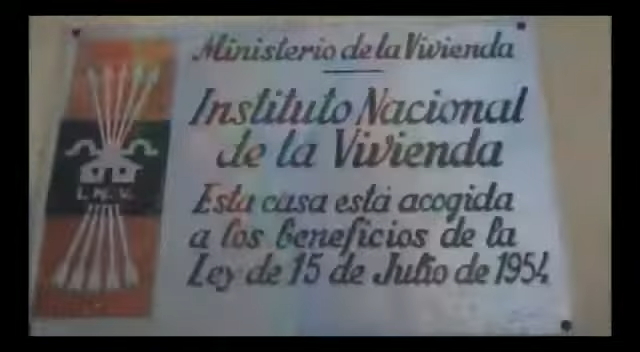 Ministerio de la Vivienda
Instituto Nacional
de la Vivienda
Esta casa está acogida
a los beneficios de la
Ley de 15 de Julio de 1954
I.N.V.